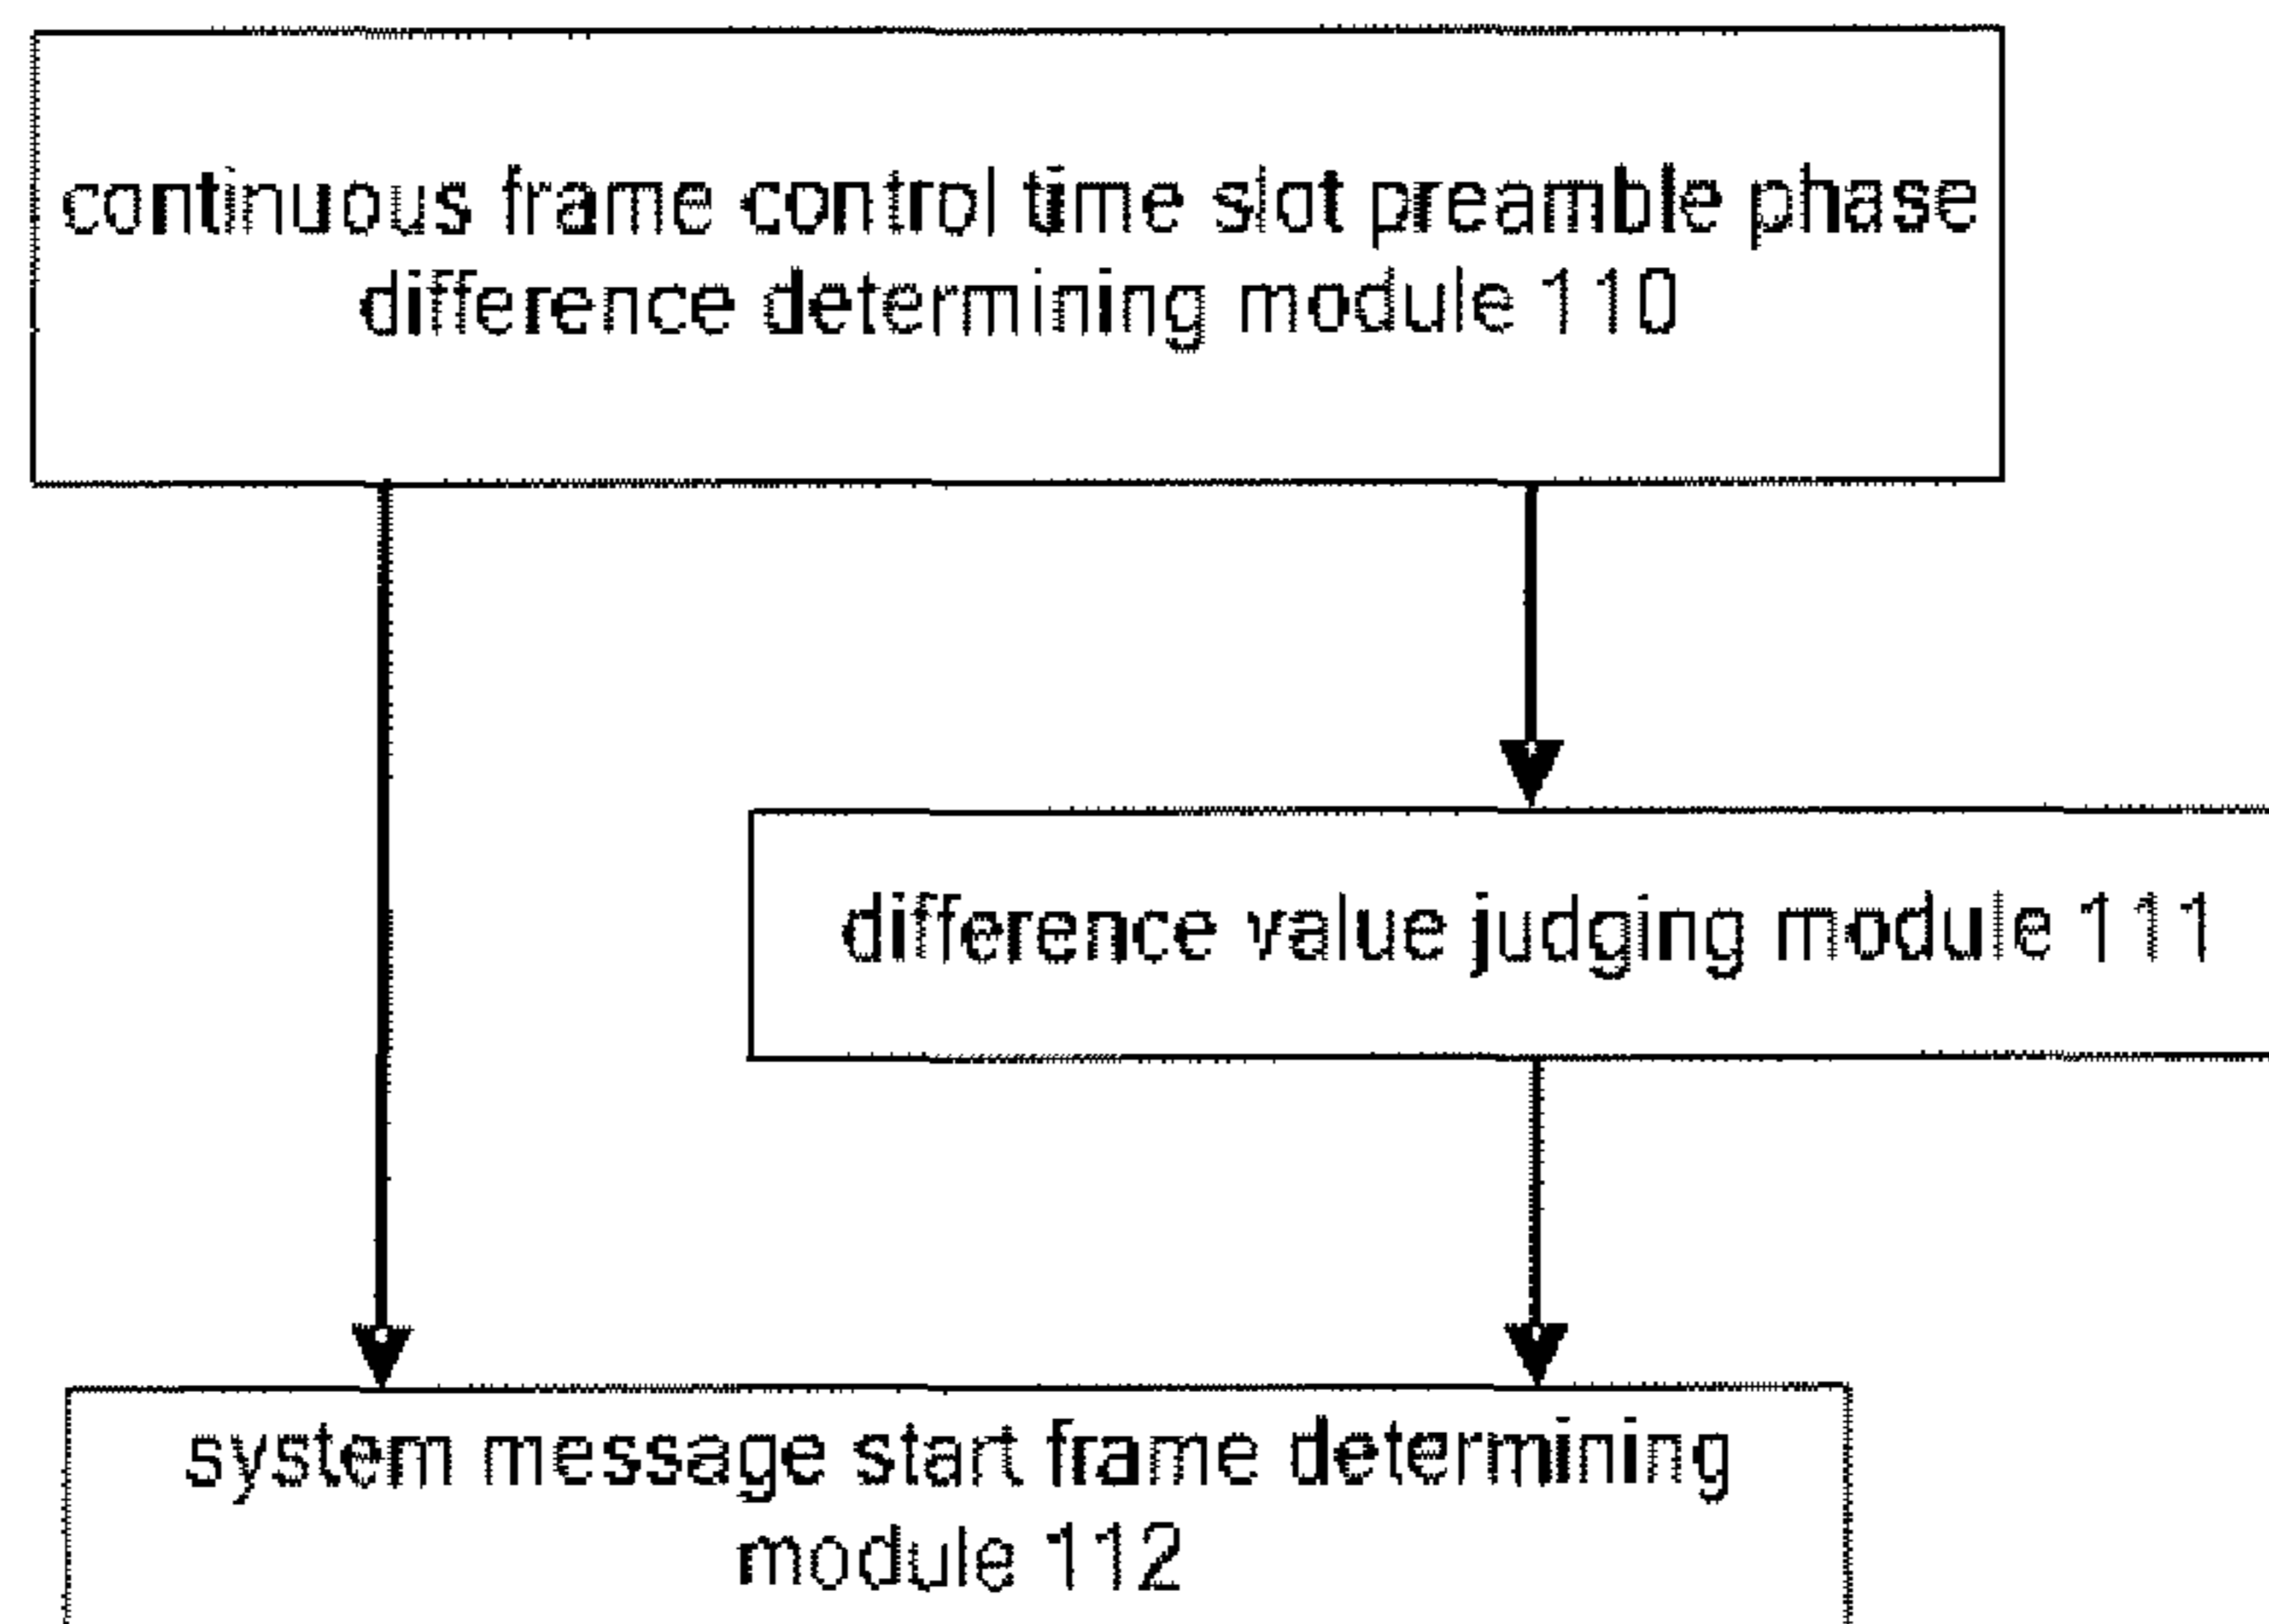 continuous frame control time slot preamble phase
difference determining module 110
difference value judging module 111
system message start frame determining
module 112